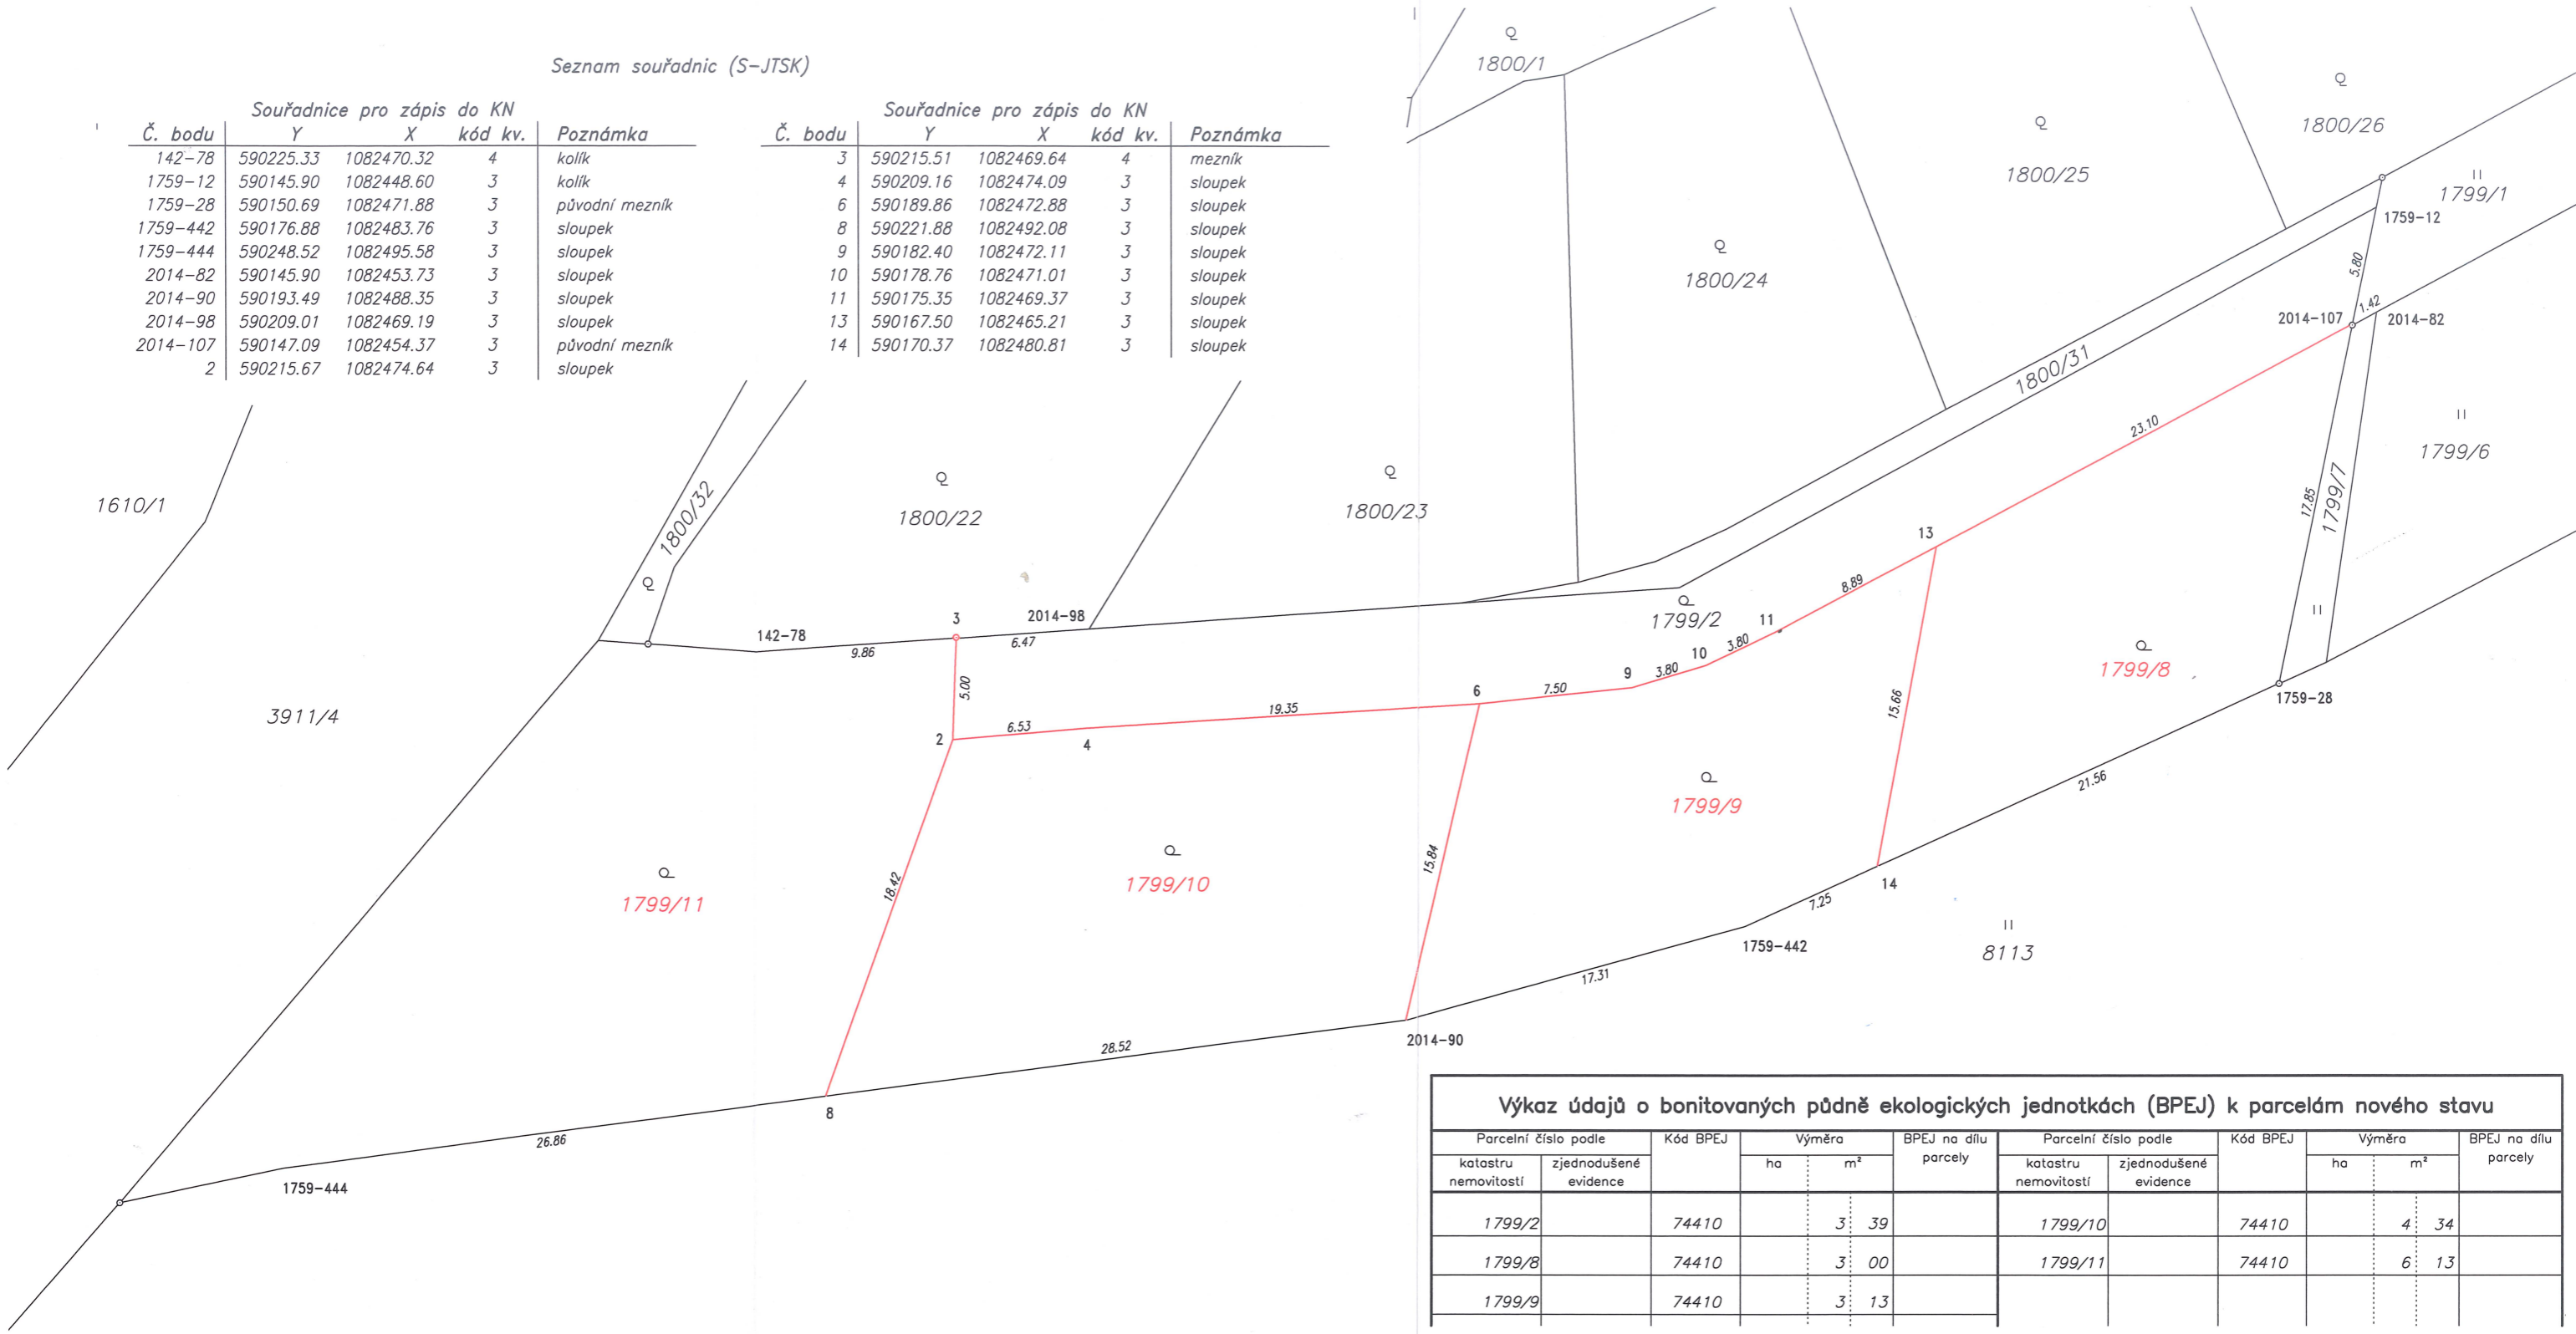 Seznam souřadnic (S-JTSK)
Souřadnice pro zápis do KN
Č. bodu Y X kód kv. Poznámka
142-78 590225.33 1082470.32 4 kolík
1759-12 590145.90 1082448.60 3 kolík
1759-28 590150.69 1082471.88 3 původní mezník
1759-442 590176.88 1082483.76 3 sloupek
1759-444 590248.52 1082495.58 3 sloupek
2014-82 590145.90 1082453.73 3 sloupek
2014-90 590193.49 1082488.35 3 sloupek
2014-98 590209.01 1082469.19 3 sloupek
2014-107 590147.09 1082454.37 3 původní mezník
2 590215.67 1082474.64 3 sloupek
Souřadnice pro zápis do KN
Č. bodu Y X kód kv. Poznámka
3 590215.51 1082469.64 4 mezník
4 590209.16 1082474.09 3 sloupek
6 590189.86 1082472.88 3 sloupek
8 590221.88 1082492.08 3 sloupek
9 590182.40 1082472.11 3 sloupek
10 590178.76 1082471.01 3 sloupek
11 590175.35 1082469.37 3 sloupek
13 590167.50 1082465.21 3 sloupek
14 590170.37 1082480.81 3 sloupek
1800/1
1800/26
1800/25
1799/1
1759-12
1800/24
5.80
1.42
2014-107
2014-82
1800/31
23.10
1799/6
1610/1
1800/32
1800/22
1800/23
17.85
1799/7
13
8.89
3
2014-98
142-78
9.86
6.47
1799/2
11
10
3.80
9
3.80
1799/8
1759-28
5.00
6
7.50
15.66
3911/4
19.35
6.53
2
4
21.56
1799/9
15.84
1799/10
18.42
1799/11
14
7.25
1759-442
8113
17.31
2014-90
28.52
8
26.86
1759-444
Výkaz údajů o bonitovaných půdně ekologických jednotkách (BPEJ) k parcelám nového stavu
Parcelní číslo podle Kód BPEJ Výměra BPEJ na dílu parcely Parcelní číslo podle Kód BPEJ Výměra BPEJ na dílu parcely
katastru nemovitostí zjednodušené evidence ha m² katastru nemovitostí zjednodušené evidence ha m²
1799/2 74410 3 39 1799/10 74410 4 34
1799/8 74410 3 00 1799/11 74410 6 13
1799/9 74410 3 13